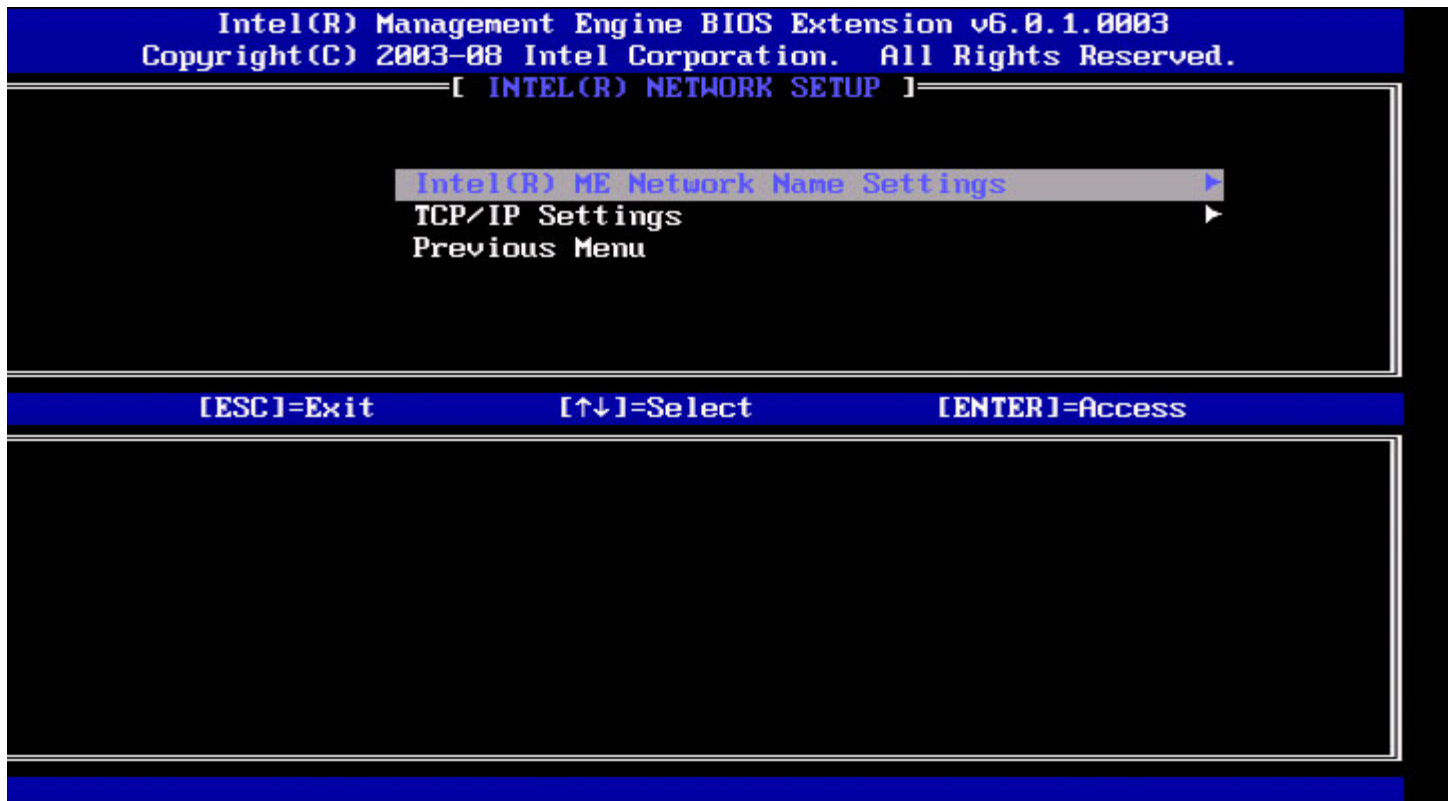 Intel(R) Management Engine BIOS Extension v6.0.1.0003
Copyright(C) 2003-08 Intel Corporation. All Rights Reserved.
[ INTEL(R) NETWORK SETUP ]
Intel(R) ME Network Name Settings ►
TCP/IP Settings ►
Previous Menu
[ESC]=Exit [↑↓]=Select [ENTER]=Access